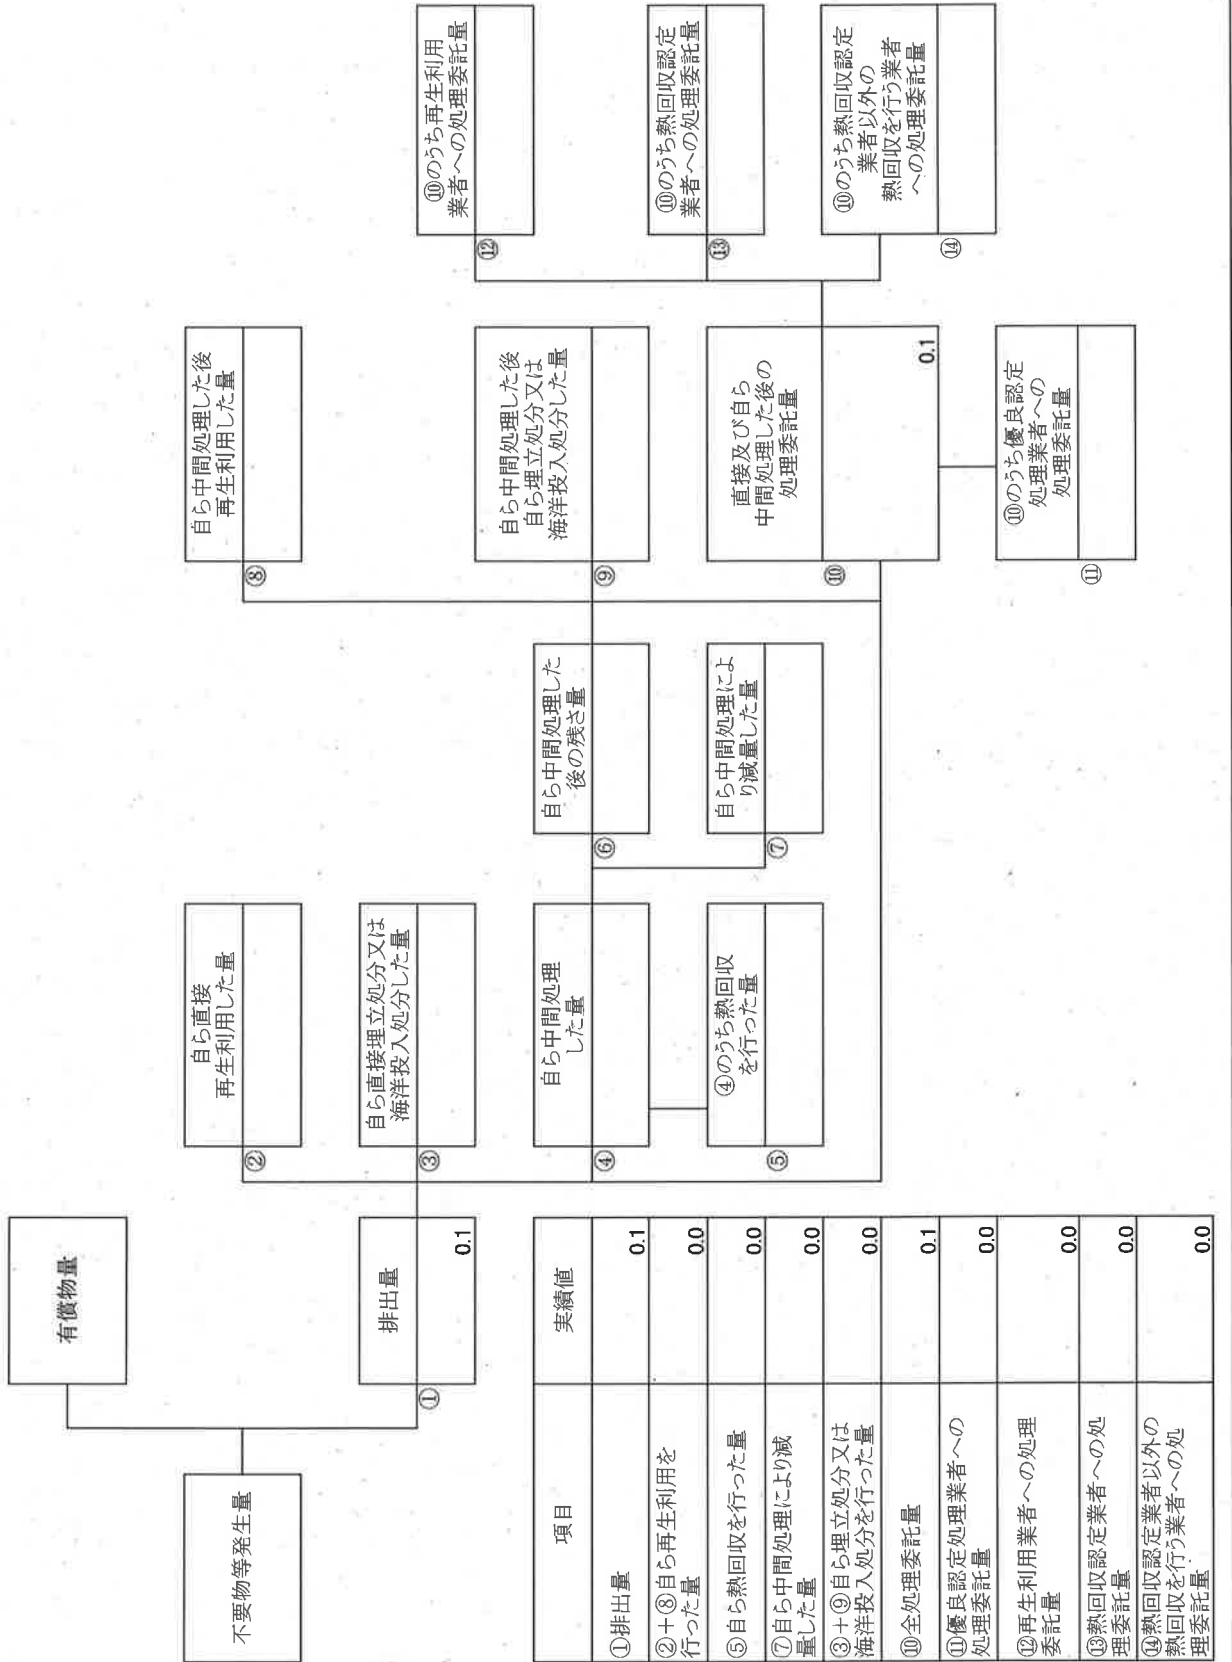 不要物等発生量
有償物量
排出量
①
0.1
②
自ら直接
再生利用した量
③
自ら直接埋立処分又は
海洋投入処分した量
④
自ら中間処理
した量
⑤
④のうち熱回収
を行った量
⑥
自ら中間処理した
後の残さ量
⑦
自ら中間処理によ
り減量した量
⑧
自ら中間処理した後
再生利用した量
⑨
自ら中間処理した後
自ら埋立処分又は
海洋投入処分した量
⑩
直接及び自ら
中間処理した後の
処理委託量
0.1
⑪
⑩のうち優良認定
処理業者への
処理委託量
⑫
⑩のうち再生利用
業者への処理委託量
⑬
⑩のうち熱回収認定
業者への処理委託量
⑭
⑩のうち熱回収認定
業者以外の
熱回収を行う業者
への処理委託量
項目 実績値
①排出量 0.1
②+⑧自ら再生利用を
行った量 0.0
⑤自ら熱回収を行った量 0.0
⑦自ら中間処理により減
量した量 0.0
③+⑨自ら埋立処分又は
海洋投入処分を行った量 0.0
⑩全処理委託量 0.1
⑪優良認定処理業者への
処理委託量 0.0
⑫再生利用業者への処理
委託量 0.0
⑬熱回収認定業者への処
理委託量 0.0
⑭熱回収認定業者以外の
熱回収を行う業者への処
理委託量 0.0